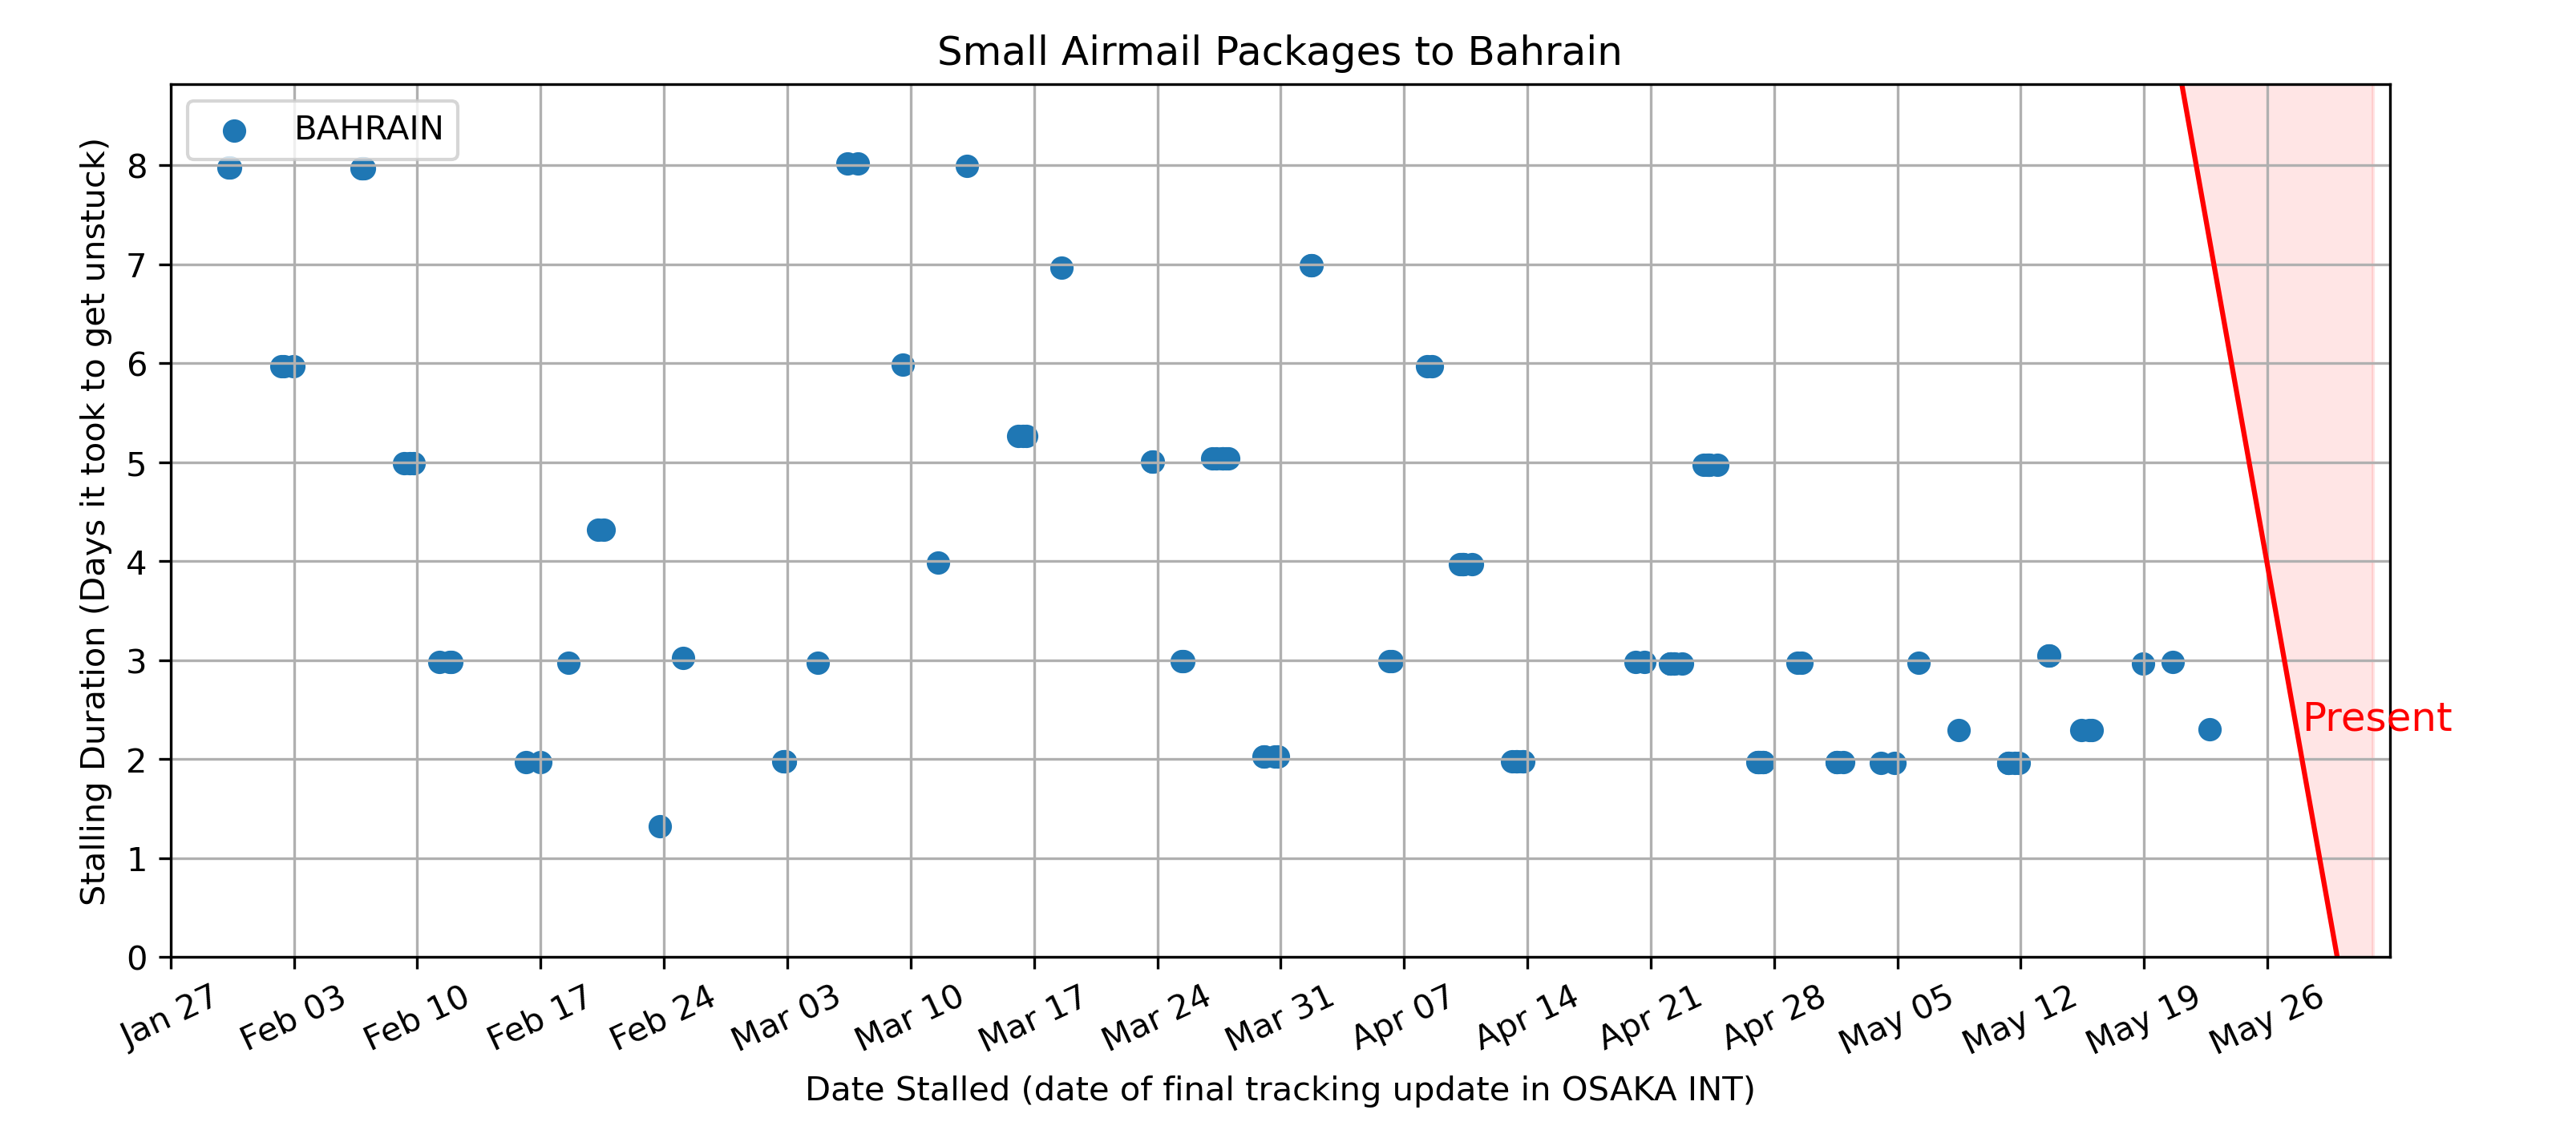 Small Airmail Packages to Bahrain
BAHRAIN
Stalling Duration (Days it took to get unstuck)
8
7
6
5
4
3
2
1
0
Present
Jan 27 Feb 03 Feb 10 Feb 17 Feb 24 Mar 03 Mar 10 Mar 17 Mar 24 Mar 31 Apr 07 Apr 14 Apr 21 Apr 28 May 05 May 12 May 19 May 26
Date Stalled (date of final tracking update in OSAKA INT)